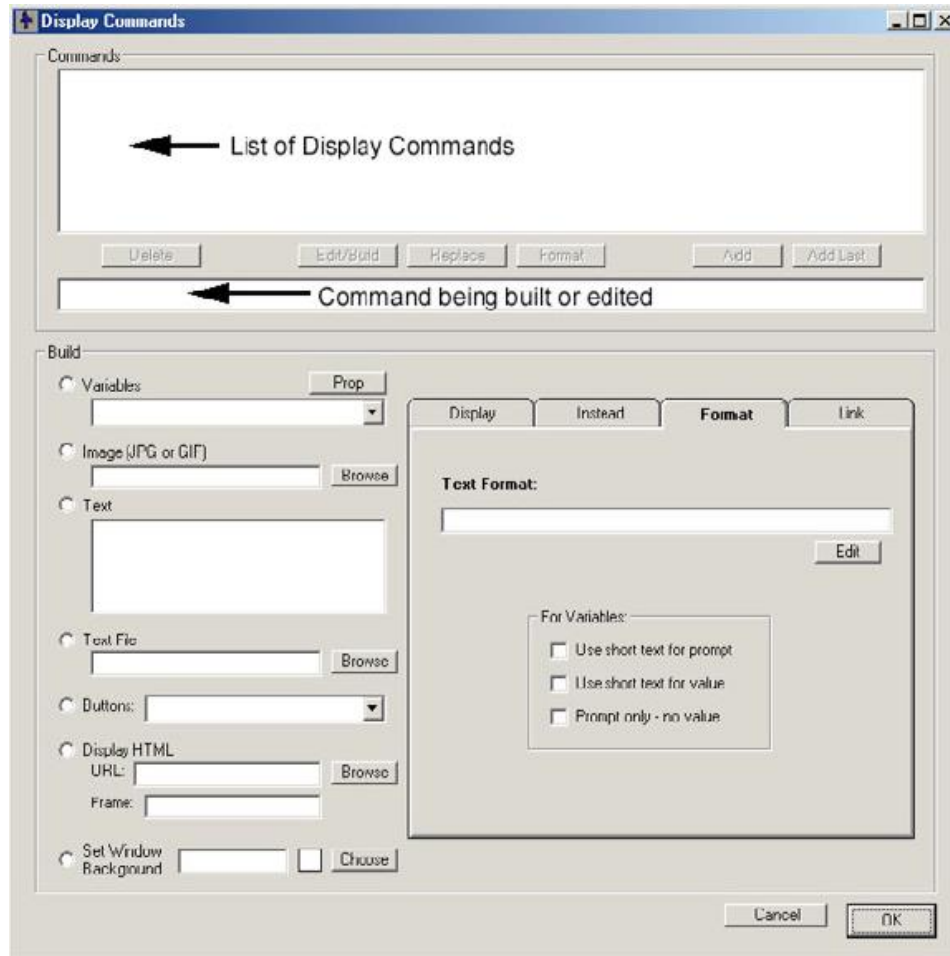 Display Commands
Commands
List of Display Commands
Delete Edit/Build Replace Format Add Add Last
Command being built or edited
Build
Variables Prop
Image (JPG or GIF)
Browse
Text
Text File
Browse
Buttons:
Display HTML
URL: Browse
Frame:
Set Window
Background Choose
Display Instead Format Link
Text Format:
Edit
For Variables:
Use short text for prompt
Use short text for value
Prompt only - no value
Cancel OK